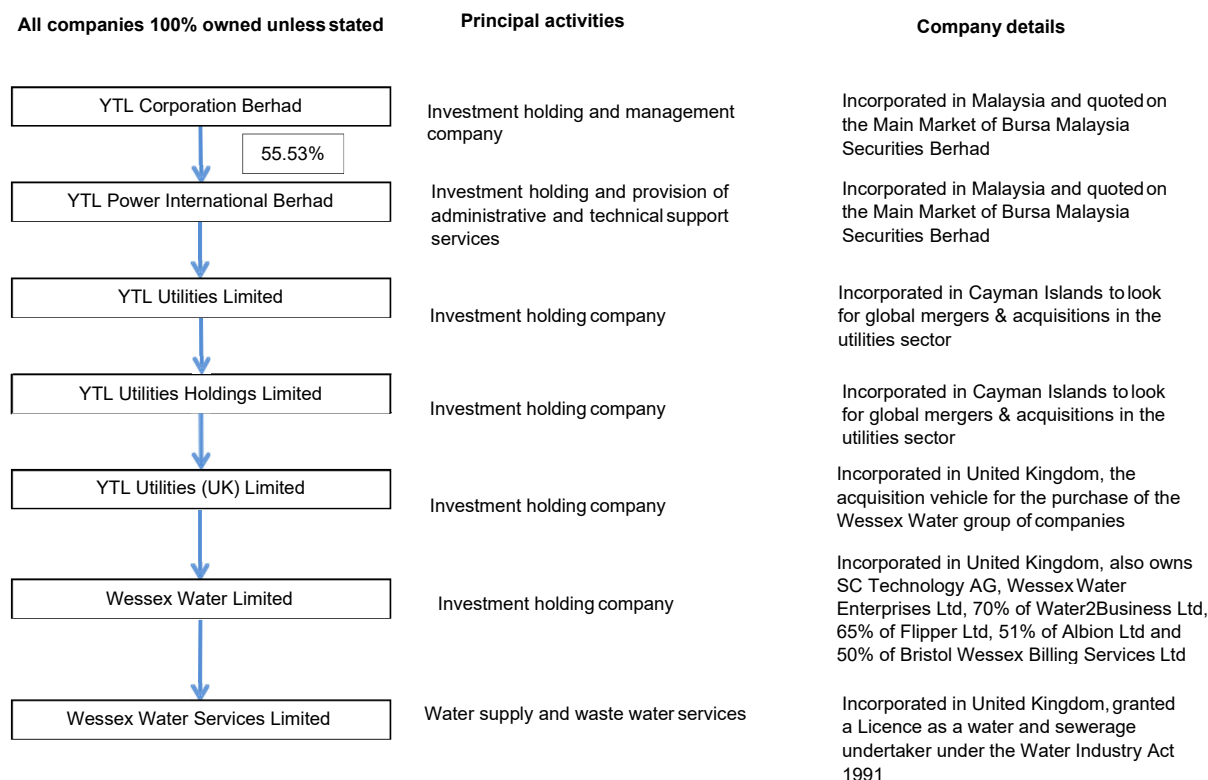 All companies 100% owned unless stated
Principal activities
Company details
YTL Corporation Berhad
Investment holding and management
company
Incorporated in Malaysia and quoted on
the Main Market of Bursa Malaysia
Securities Berhad
55.53%
YTL Power International Berhad
Investment holding and provision of
administrative and technical support
services
Incorporated in Malaysia and quoted on
the Main Market of Bursa Malaysia
Securities Berhad
YTL Utilities Limited
Investment holding company
Incorporated in Cayman Islands to look
for global mergers & acquisitions in the
utilities sector
YTL Utilities Holdings Limited
Investment holding company
Incorporated in Cayman Islands to look
for global mergers & acquisitions in the
utilities sector
YTL Utilities (UK) Limited
Investment holding company
Incorporated in United Kingdom, the
acquisition vehicle for the purchase of the
Wessex Water group of companies
Wessex Water Limited
Investment holding company
Incorporated in United Kingdom, also owns
SC Technology AG, Wessex Water
Enterprises Ltd, 70% of Water2Business Ltd,
65% of Flipper Ltd, 51% of Albion Ltd and
50% of Bristol Wessex Billing Services Ltd
Wessex Water Services Limited
Water supply and waste water services
Incorporated in United Kingdom, granted
a Licence as a water and sewerage
undertaker under the Water Industry Act
1991